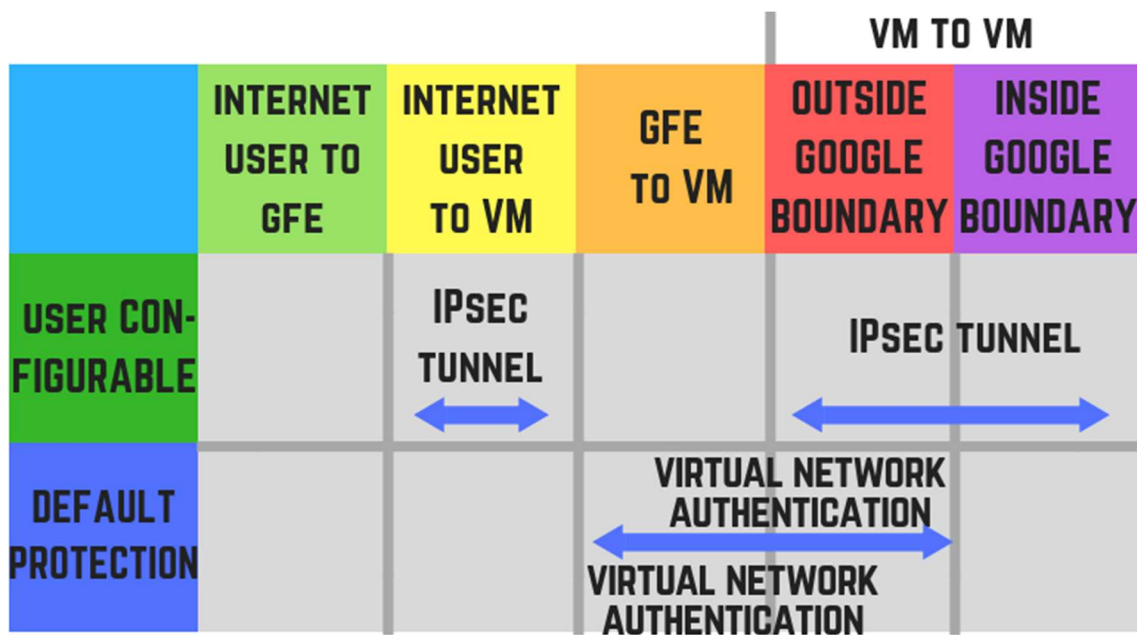 VM TO VM
INTERNET
USER TO
GFE
INTERNET
USER
TO VM
GFE
TO VM
OUTSIDE
GOOGLE
BOUNDARY
INSIDE
GOOGLE
BOUNDARY
USER CON-
FIGURABLE
IPSEC
TUNNEL
IPSEC TUNNEL
DEFAULT
PROTECTION
VIRTUAL NETWORK
AUTHENTICATION
VIRTUAL NETWORK
AUTHENTICATION